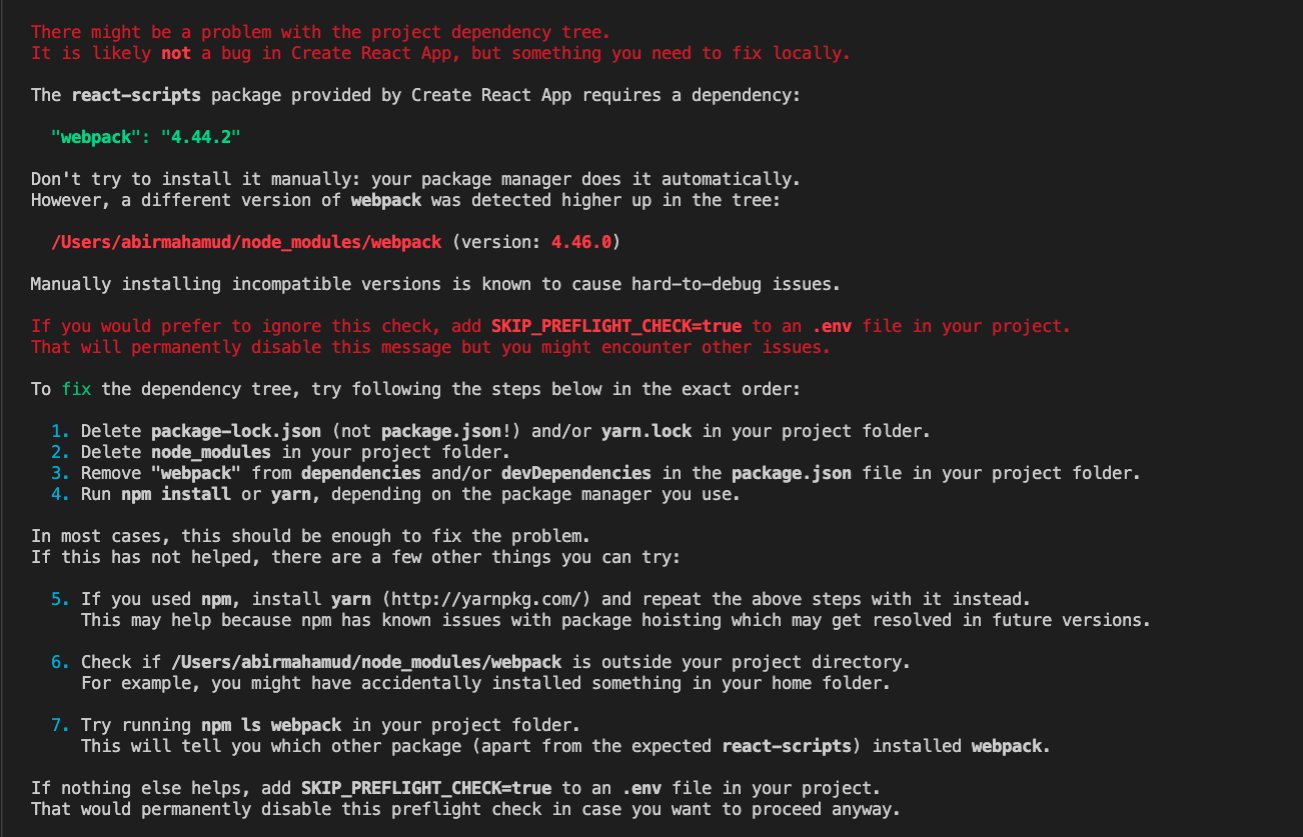 There might be a problem with the project dependency tree.
It is likely not a bug in Create React App, but something you need to fix locally.
The react-scripts package provided by Create React App requires a dependency:
"webpack": "4.44.2"
Don't try to install it manually: your package manager does it automatically.
However, a different version of webpack was detected higher up in the tree:
/Users/abirmahamud/node_modules/webpack (version: 4.46.0)
Manually installing incompatible versions is known to cause hard-to-debug issues.
If you would prefer to ignore this check, add SKIP_PREFLIGHT_CHECK=true to an .env file in your project.
That will permanently disable this message but you might encounter other issues.
To fix the dependency tree, try following the steps below in the exact order:
1. Delete package-lock.json (not package.json!) and/or yarn.lock in your project folder.
2. Delete node_modules in your project folder.
3. Remove "webpack" from dependencies and/or devDependencies in the package.json file in your project folder.
4. Run npm install or yarn, depending on the package manager you use.
In most cases, this should be enough to fix the problem.
If this has not helped, there are a few other things you can try:
5. If you used npm, install yarn (http://yarnpkg.com/) and repeat the above steps with it instead.
This may help because npm has known issues with package hoisting which may get resolved in future versions.
6. Check if /Users/abirmahamud/node_modules/webpack is outside your project directory.
For example, you might have accidentally installed something in your home folder.
7. Try running npm ls webpack in your project folder.
This will tell you which other package (apart from the expected react-scripts) installed webpack.
If nothing else helps, add SKIP_PREFLIGHT_CHECK=true to an .env file in your project.
That would permanently disable this preflight check in case you want to proceed anyway.